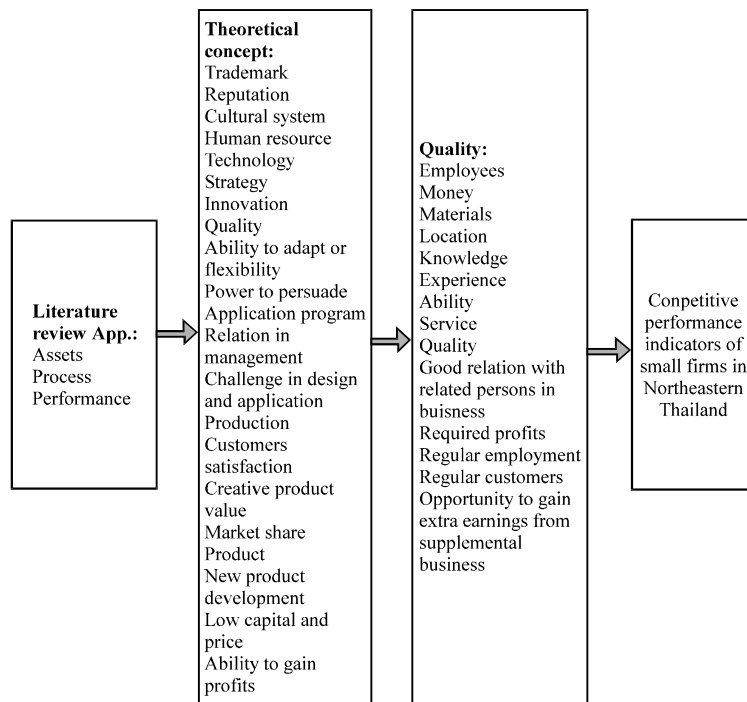 Literature
review App.:
Assets
Process
Performance
Theoretical
concept:
Trademark
Reputation
Cultural system
Human resource
Technology
Strategy
Innovation
Quality
Ability to adapt or
flexibility
Power to persuade
Application program
Relation in
management
Challenge in design
and application
Production
Customers
satisfaction
Creative product
value
Market share
Product
New product
development
Low capital and
price
Ability to gain
profits
Quality:
Employees
Money
Materials
Location
Knowledge
Experience
Ability
Service
Quality
Good relation with
related persons in
buisness
Required profits
Regular employment
Regular customers
Opportunity to gain
extra earnings from
supplemental
business
Conpetitive
performance
indicators of
small firms in
Northeastern
Thailand